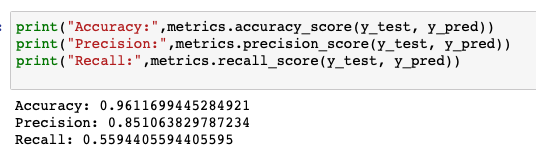 print("Accuracy:",metrics.accuracy_score(y_test, y_pred))
print("Precision:",metrics.precision_score(y_test, y_pred))
print("Recall:",metrics.recall_score(y_test, y_pred))
Accuracy: 0.9611699445284921
Precision: 0.851063829787234
Recall: 0.5594405594405595